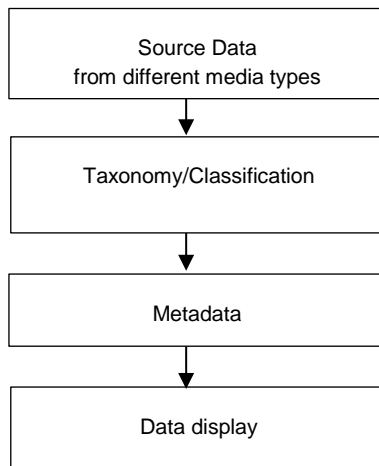 Source Data
from different media types
Taxonomy/Classification
Metadata
Data display